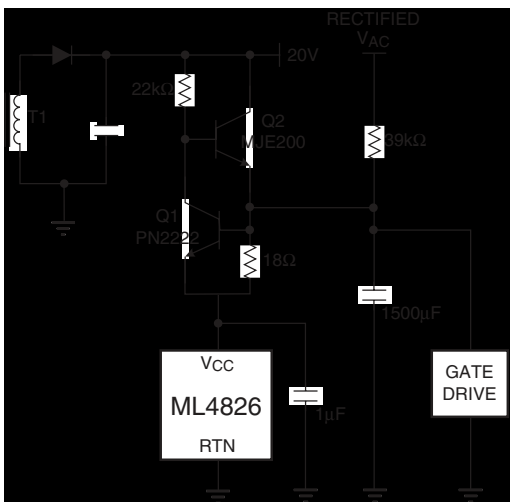 RECTIFIED
VAC
20V
22kΩ
T1
Q2
MJE200
39kΩ
Q1
PN2222
18Ω
1500µF
VCC
ML4826
RTN
1µF
GATE
DRIVE